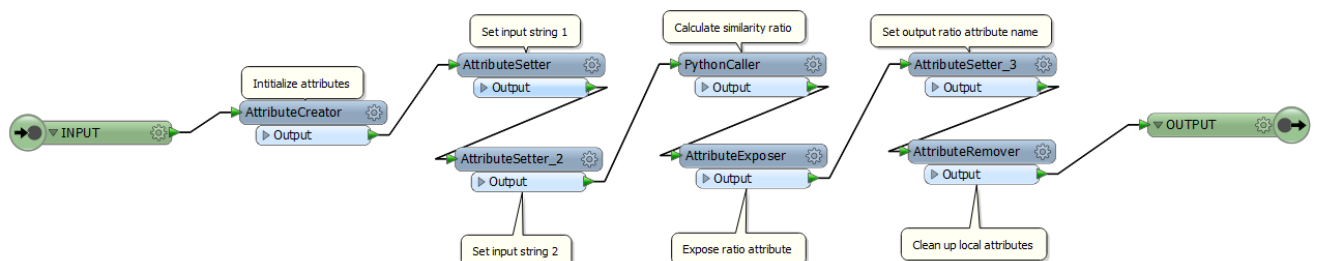 INPUT
Intitialize attributes
AttributeCreator
Output
Set input string 1
AttributeSetter
Output
AttributeSetter_2
Output
Set input string 2
Calculate similarity ratio
PythonCaller
Output
AttributeExposer
Output
Expose ratio attribute
Set output ratio attribute name
AttributeSetter_3
Output
AttributeRemover
Output
Clean up local attributes
OUTPUT